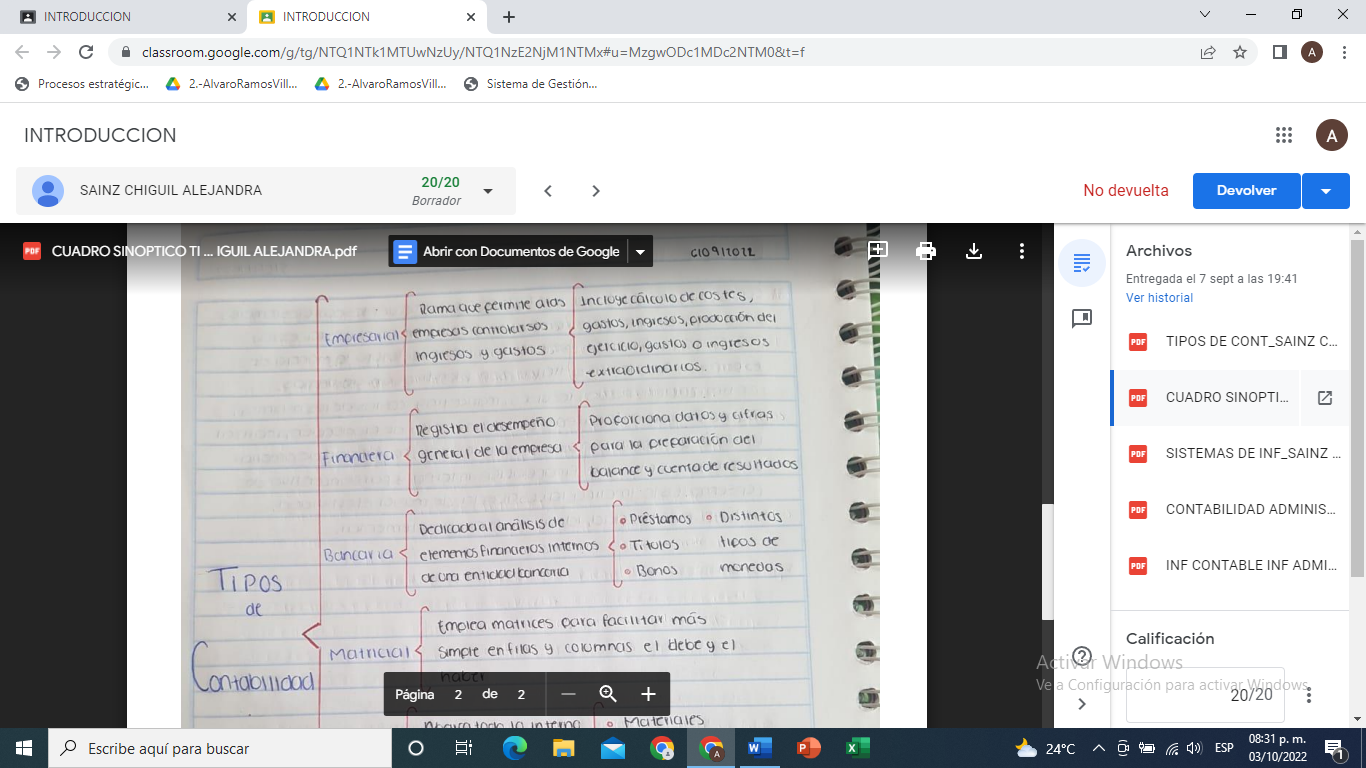 INTRODUCCION
INTRODUCCION
classroom.google.com/g/tg/NTQ1NTk1MTUwNzUy/NTQ1NzE2NjM1NTMx#u=MzgwODc1MDc2NTM0&t=f
A
Procesos estratégic...
2.-AlvaroRamosVill...
2.-AlvaroRamosVill...
Sistema de Gestión...
INTRODUCCION
A
SAINZ CHIGUIL ALEJANDRA
20/20
Borrador
No devuelta
Devolver
PDF
CUADRO SINOPTICO TI ... IGUIL ALEJANDRA.pdf
Abrir con Documentos de Google
Tipos
de
Contabilidad
Empresarial
Rama que permite a las
empresas controlar sus
ingresos y gastos
Incluye cálculo de costes,
gastos, ingresos, producción del
ejercicio, gastos o ingresos
extraordinarios.
Financiera
Registra el desempeño
general de la empresa
Proporciona datos y cifras
para la preparación del
balance y cuenta de resultados
Bancaria
Dedicada al análisis de
elementos financieros internos
de una entidad bancaria
Préstamos
Títulos
Bonos
Distintos
tipos de
monedas
Matricial
Emplea matrices para facilitar más
simple en filas y columnas el debe y el
haber
Materiales
Página 2 de 2
Archivos
Entregada el 7 sept a las 19:41
Ver historial
PDF
TIPOS DE CONT_SAINZ C...
PDF
CUADRO SINOPTI...
PDF
SISTEMAS DE INF_SAINZ ...
PDF
CONTABILIDAD ADMINIS...
PDF
INF CONTABLE INF ADMI...
Calificación
20/20
Activar Windows
Ve a Configuración para activar Windows.
Escribe aquí para buscar
24°C
ESP
08:31 p. m.
03/10/2022
1